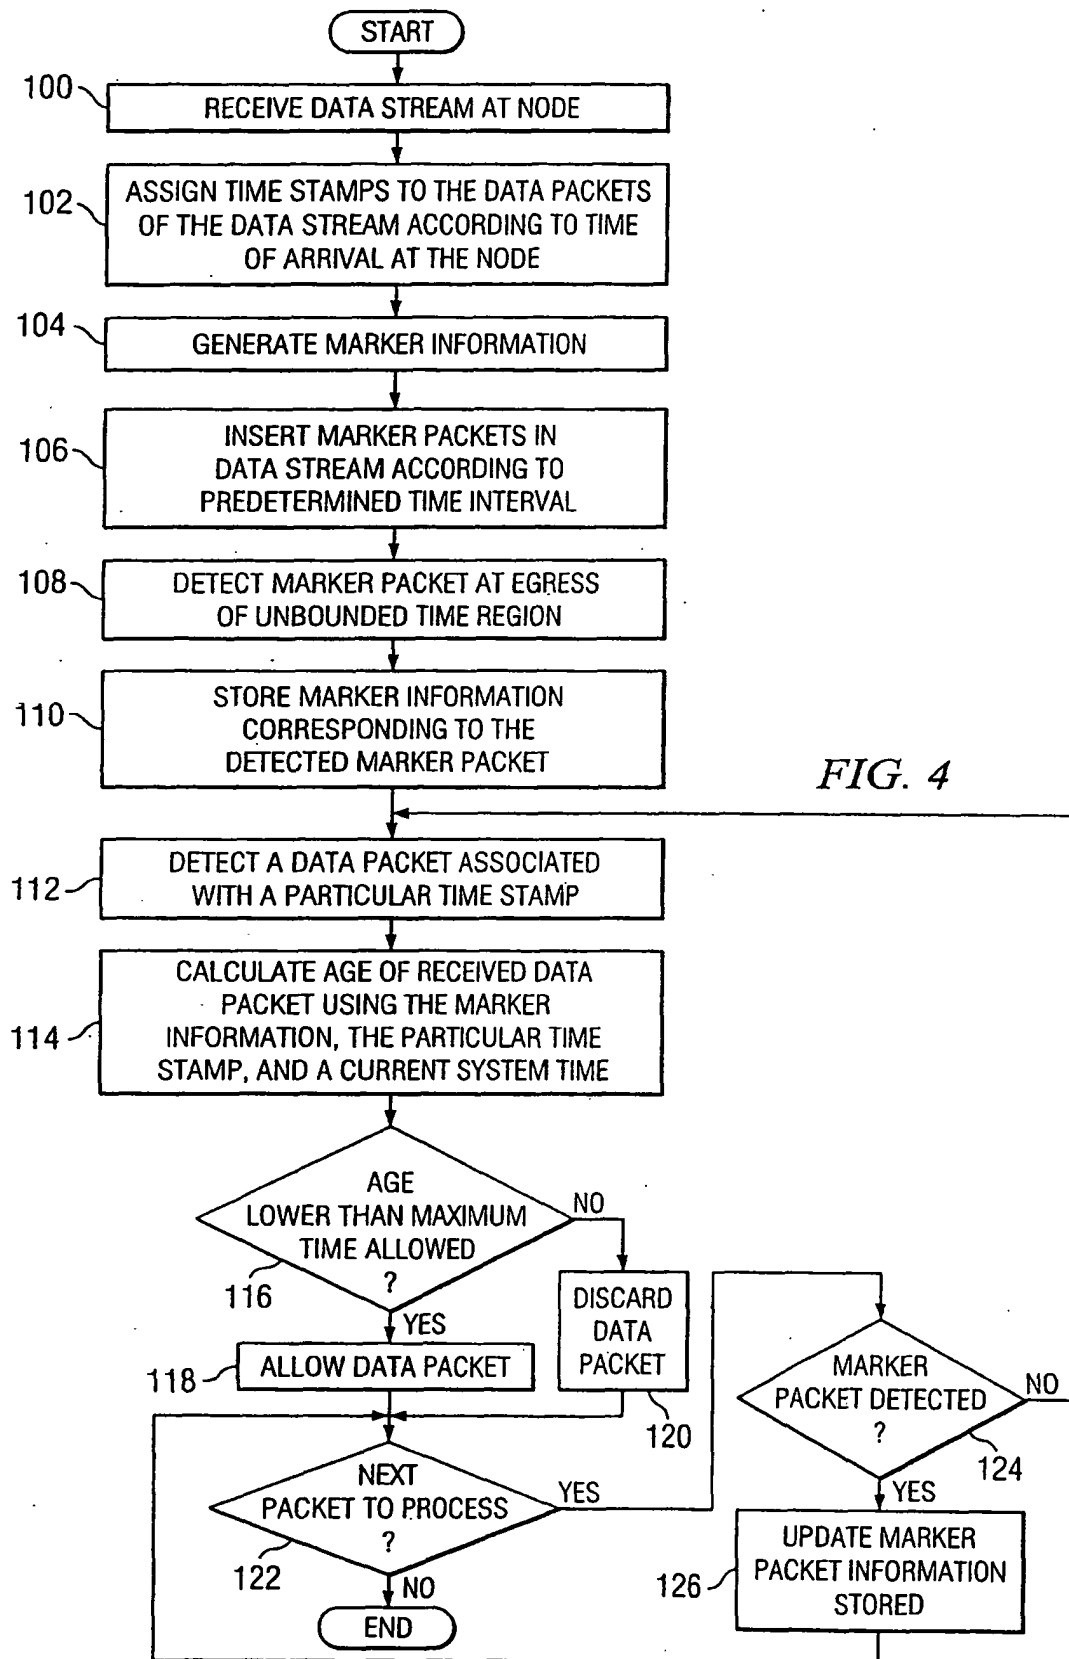 START
100
RECEIVE DATA STREAM AT NODE
102
ASSIGN TIME STAMPS TO THE DATA PACKETS
OF THE DATA STREAM ACCORDING TO TIME
OF ARRIVAL AT THE NODE
104
GENERATE MARKER INFORMATION
106
INSERT MARKER PACKETS IN
DATA STREAM ACCORDING TO
PREDETERMINED TIME INTERVAL
108
DETECT MARKER PACKET AT EGRESS
OF UNBOUNDED TIME REGION
110
STORE MARKER INFORMATION
CORRESPONDING TO THE
DETECTED MARKER PACKET
FIG. 4
112
DETECT A DATA PACKET ASSOCIATED
WITH A PARTICULAR TIME STAMP
114
CALCULATE AGE OF RECEIVED DATA
PACKET USING THE MARKER
INFORMATION, THE PARTICULAR TIME
STAMP, AND A CURRENT SYSTEM TIME
AGE
LOWER THAN MAXIMUM
TIME ALLOWED
?
116
NO
YES
DISCARD
DATA
PACKET
120
118
ALLOW DATA PACKET
NEXT
PACKET TO PROCESS
?
122
YES
NO
END
MARKER
PACKET DETECTED
?
124
NO
YES
126
UPDATE MARKER
PACKET INFORMATION
STORED